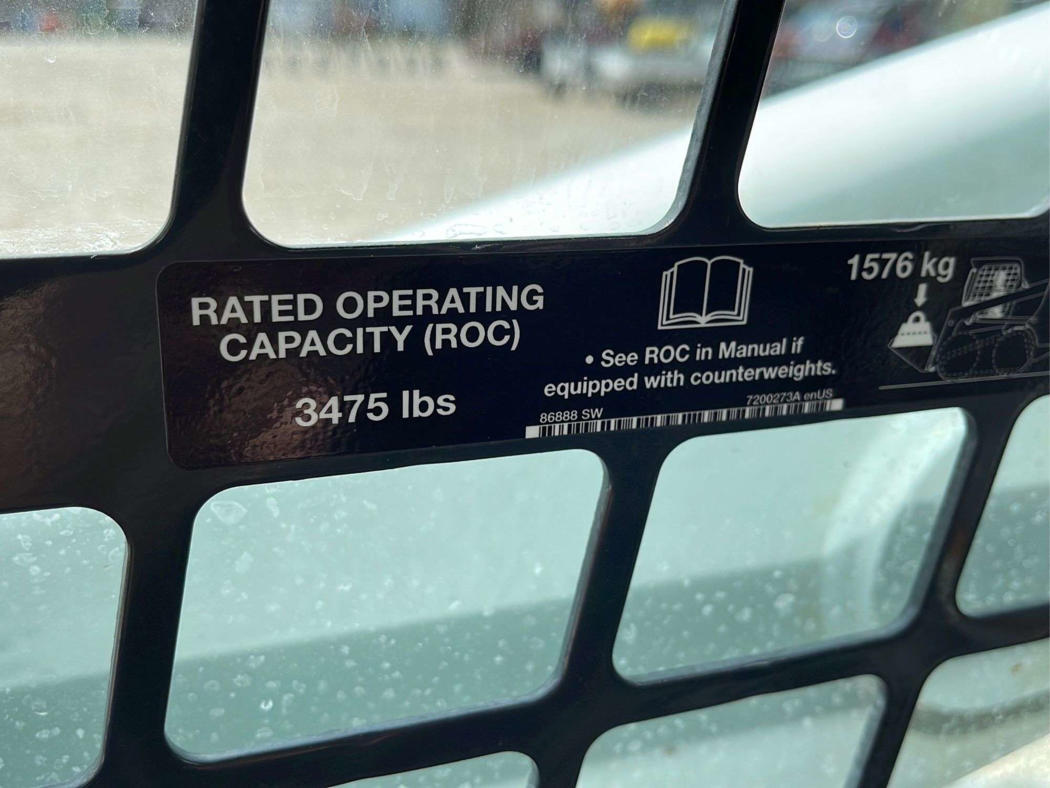 RATED OPERATING
CAPACITY (ROC)
3475 lbs
• See ROC in Manual if
equipped with counterweights.
86888 SW
7200273A enUS
1576 kg